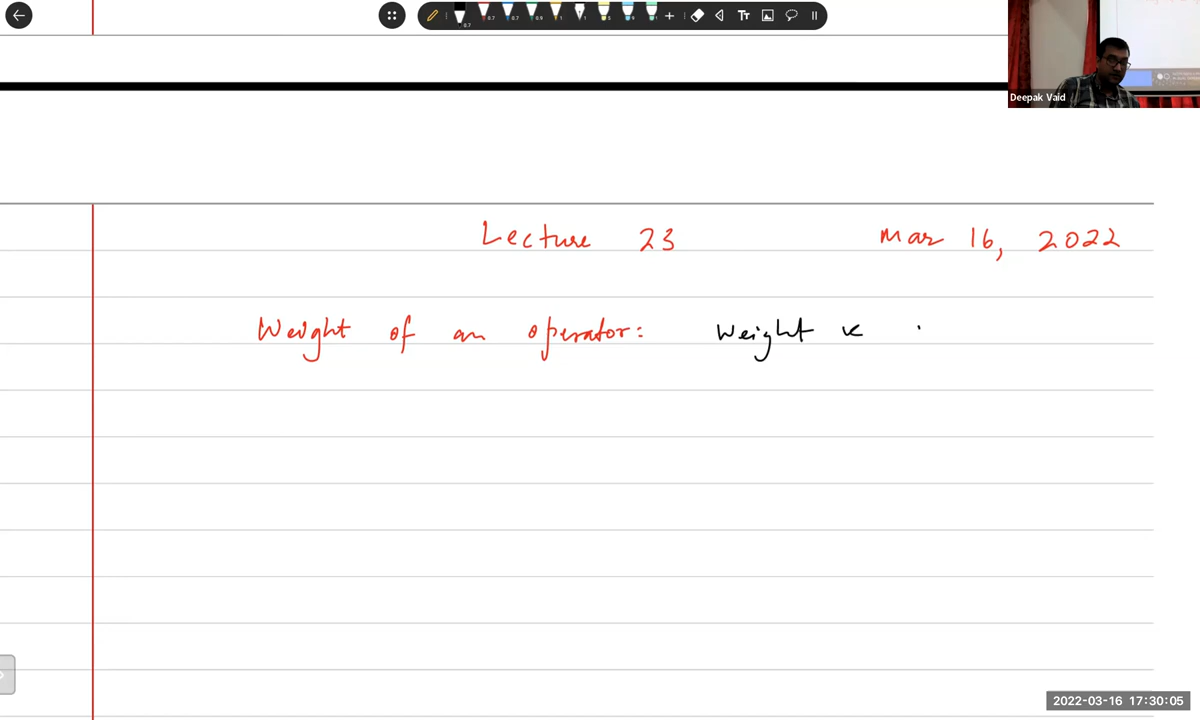 Deepak Vaid
Lecture 23 Mar 16, 2022
Weight of an operator: Weight
2022-03-16 17:30:05